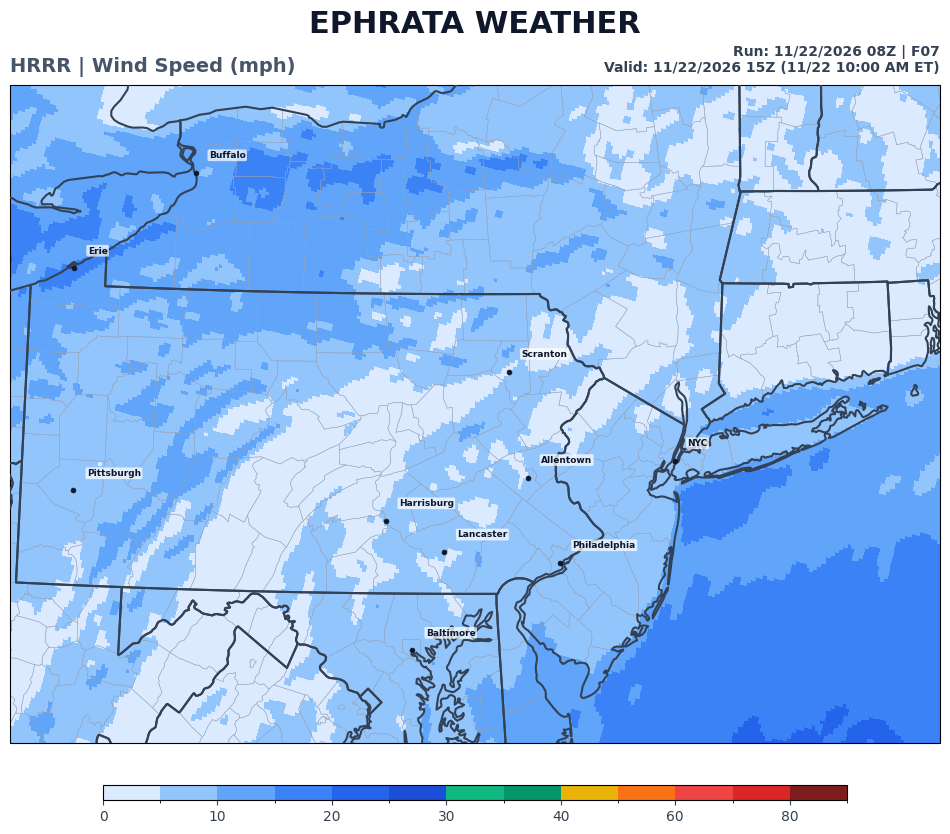 EPHRATA WEATHER
HRRR | Wind Speed (mph)
Run: 11/22/2026 08Z | F07
Valid: 11/22/2026 15Z (11/22 10:00 AM ET)
Buffalo
Erie
Scranton
NYC
Allentown
Pittsburgh
Harrisburg
Lancaster
Philadelphia
Baltimore
0 10 20 30 40 60 80